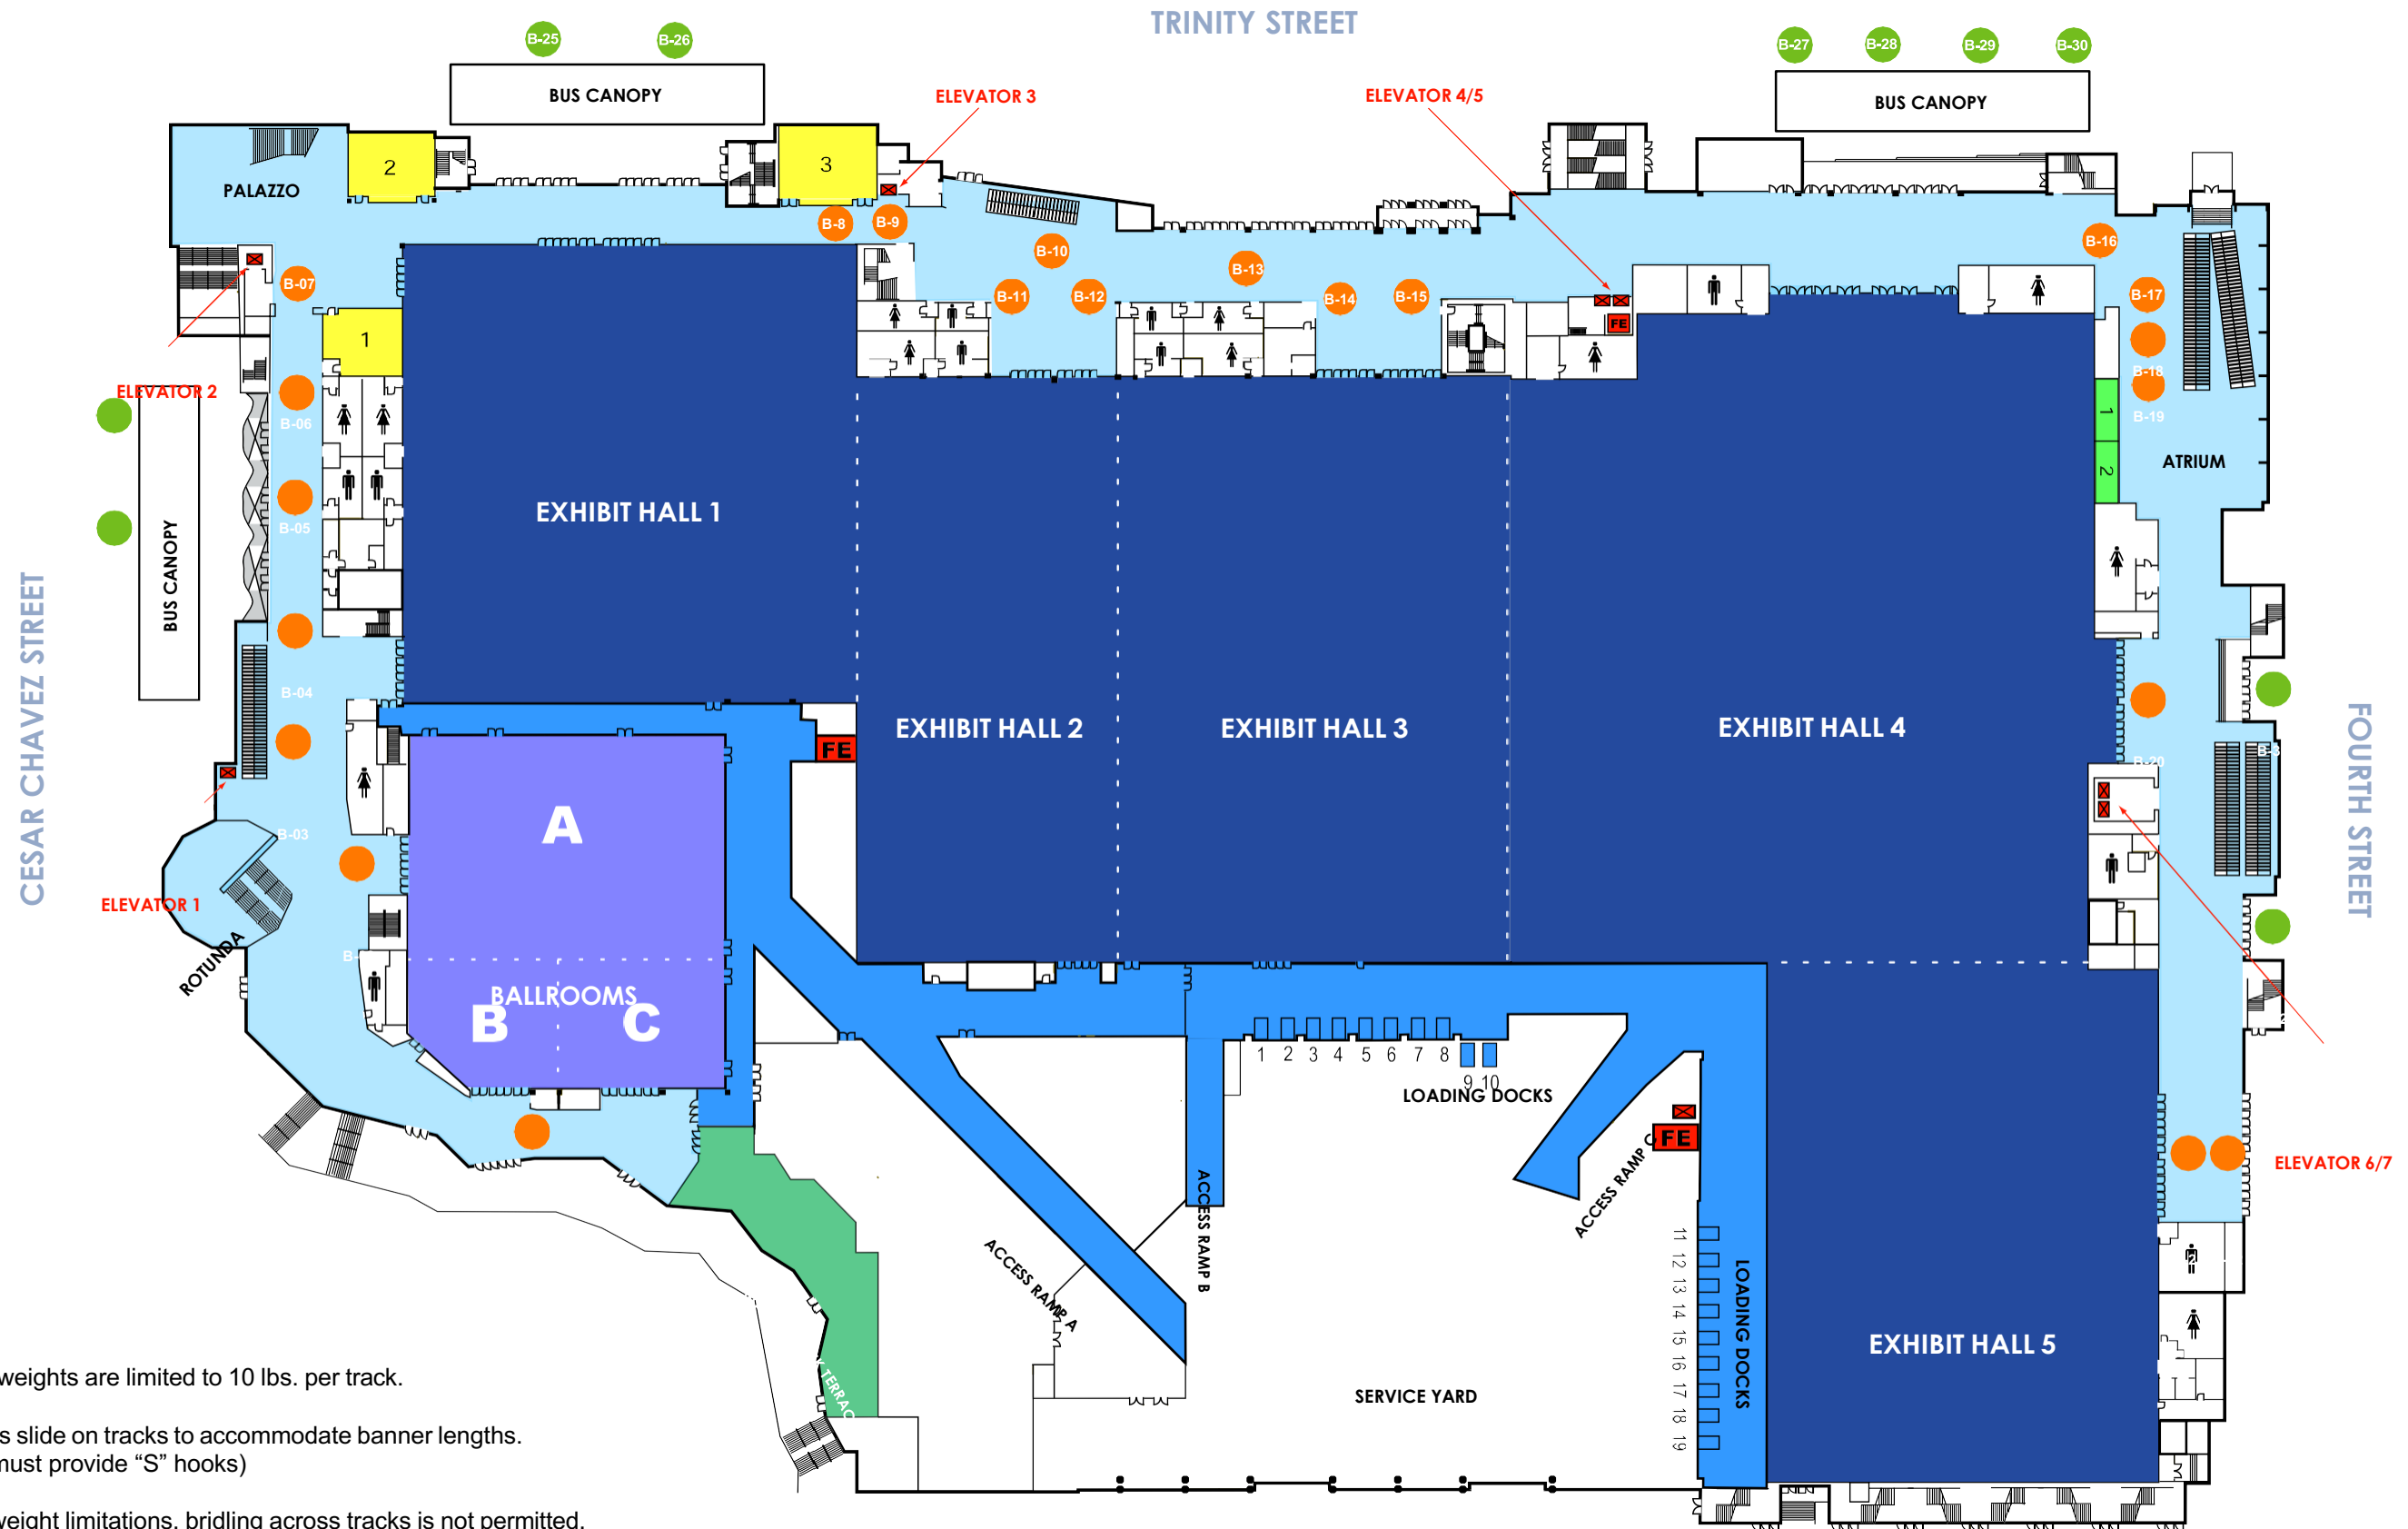 TRINITY STREET
B-25
B-26
B-27
B-28
B-29
B-30
BUS CANOPY
BUS CANOPY
ELEVATOR 3
ELEVATOR 4/5
2
3
PALAZZO
B-8
B-9
B-10
B-16
B-07
B-13
B-11
B-12
B-14
B-15
B-17
FE
1
B-18
ELEVATOR 2
B-06
B-19
1
2
ATRIUM
EXHIBIT HALL 1
B-05
BUS CANOPY
CESAR CHAVEZ STREET
B-04
EXHIBIT HALL 2
EXHIBIT HALL 3
EXHIBIT HALL 4
FE
B-20
FOURTH STREET
A
B-03
ELEVATOR 1
ROTUNDA
BALLROOMS
B
C
1 2 3 4 5 6 7 8
9 10
LOADING DOCKS
FE
ACCESS RAMP C
ELEVATOR 6/7
ACCESS RAMP B
ACCESS RAMP A
11 12 13 14 15 16 17 18 19
LOADING DOCKS
EXHIBIT HALL 5
SERVICE YARD
TERRAC
weights are limited to 10 lbs. per track.
s slide on tracks to accommodate banner lengths.
must provide “S” hooks)
weight limitations, bridling across tracks is not permitted.